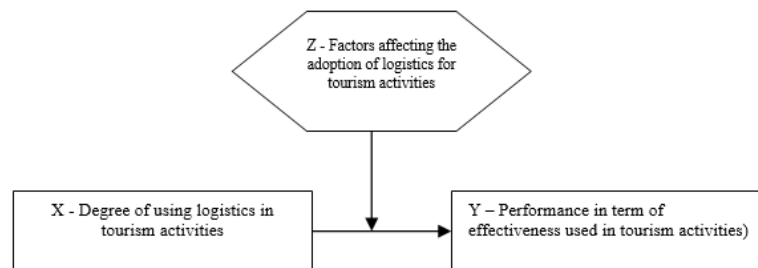 Z - Factors affecting the
adoption of logistics for
tourism activities
X - Degree of using logistics in
tourism activities
Y – Performance in term of
effectiveness used in tourism activities)